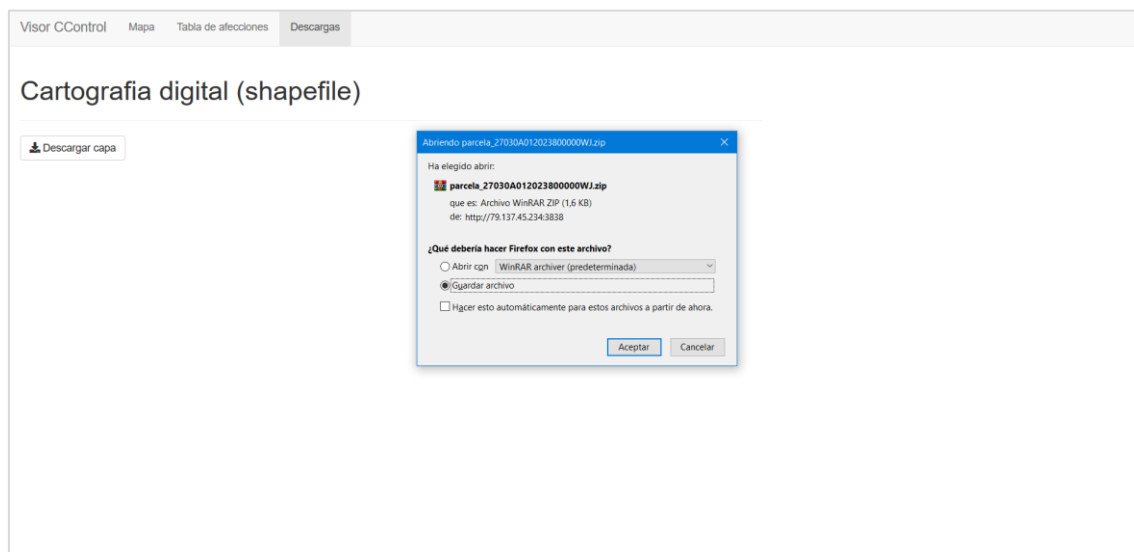 Visor CControl Mapa Tabla de afecciones Descargas
Cartografia digital (shapefile)
Descargar capa
Abriendo parcela_27030A012023800000WJ.zip
Ha elegido abrir:
parcela_27030A012023800000WJ.zip
que es: Archivo WinRAR ZIP (1,6 KB)
de: http://79.137.45.234:3838
¿Qué debería hacer Firefox con este archivo?
Abrir con WinRAR archiver (predeterminada)
Guardar archivo
Hacer esto automáticamente para estos archivos a partir de ahora.
Aceptar Cancelar